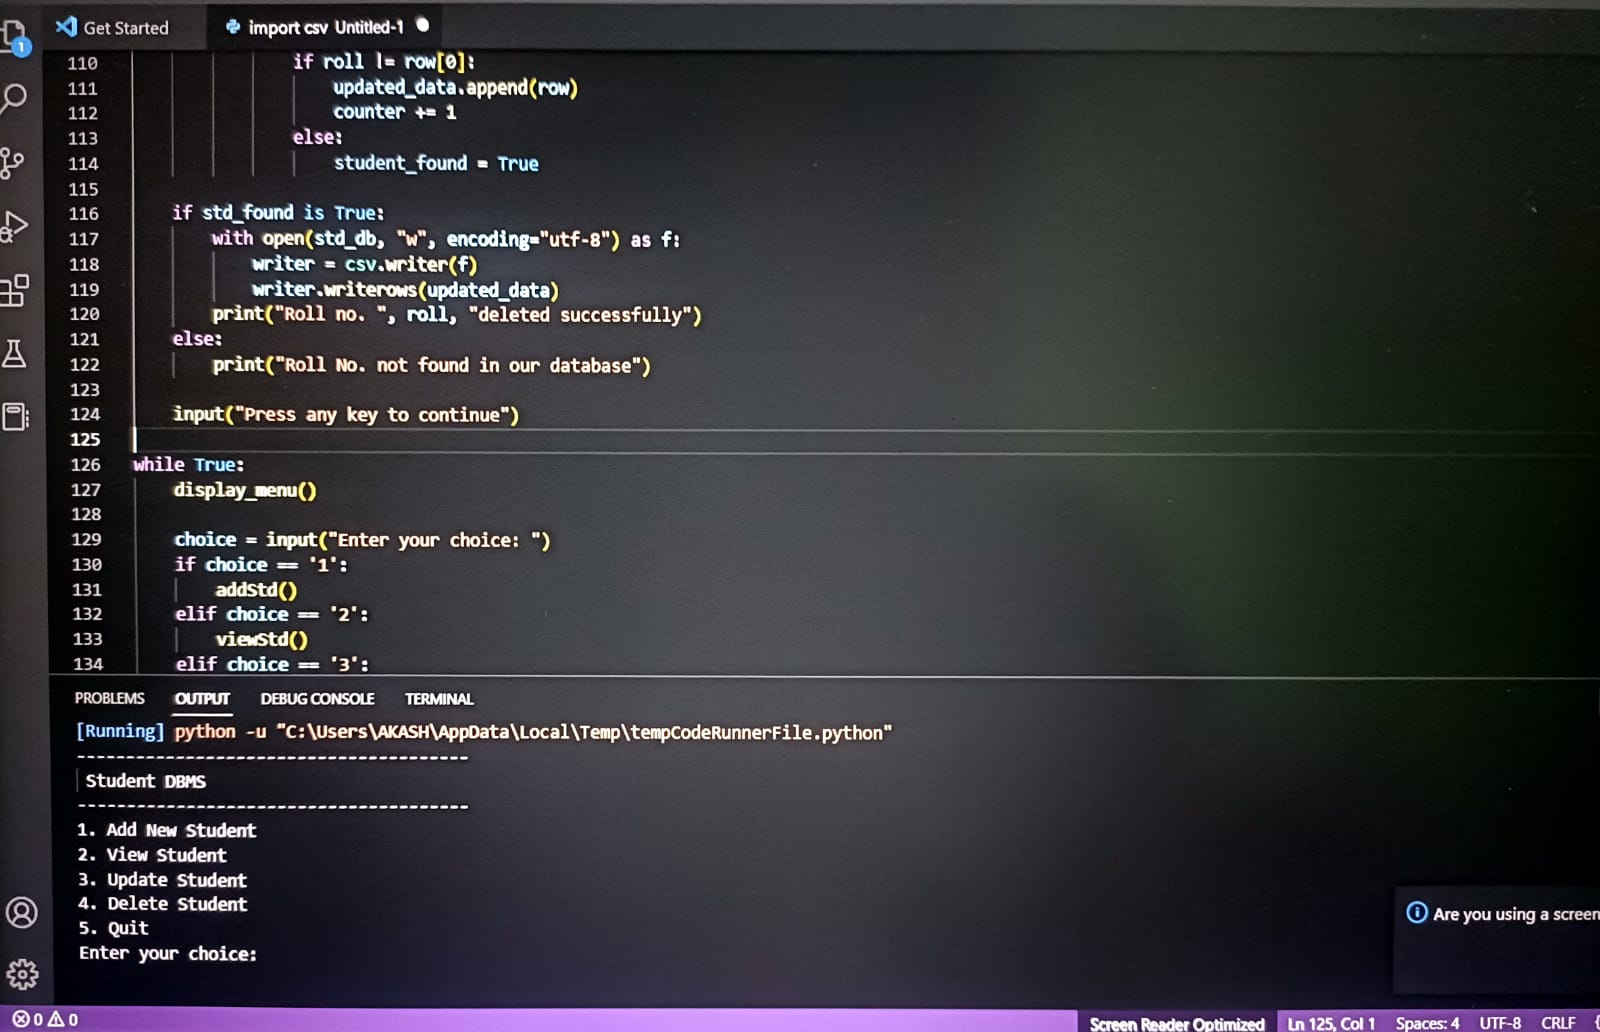 Get Started
import csv Untitled-1
1
110 if roll != row[0]:
111 updated_data.append(row)
112 counter += 1
113 else:
114 student_found = True
115
116 if std_found is True:
117 with open(std_db, "w", encoding="utf-8") as f:
118 writer = csv.writer(f)
119 writer.writerows(updated_data)
120 print("Roll no. ", roll, "deleted successfully")
121 else:
122 print("Roll No. not found in our database")
123
124 input("Press any key to continue")
125
126 while True:
127 display_menu()
128
129 choice = input("Enter your choice: ")
130 if choice == '1':
131 addStd()
132 elif choice == '2':
133 viewStd()
134 elif choice == '3':
PROBLEMS OUTPUT DEBUG CONSOLE TERMINAL
[Running] python -u "C:\Users\AKASH\AppData\Local\Temp\tempCodeRunnerFile.python"
----------------------------------------
| Student DBMS
----------------------------------------
1. Add New Student
2. View Student
3. Update Student
4. Delete Student
5. Quit
Enter your choice:
Are you using a screen
0 0
Screen Reader Optimized Ln 125, Col 1 Spaces: 4 UTF-8 CRLF